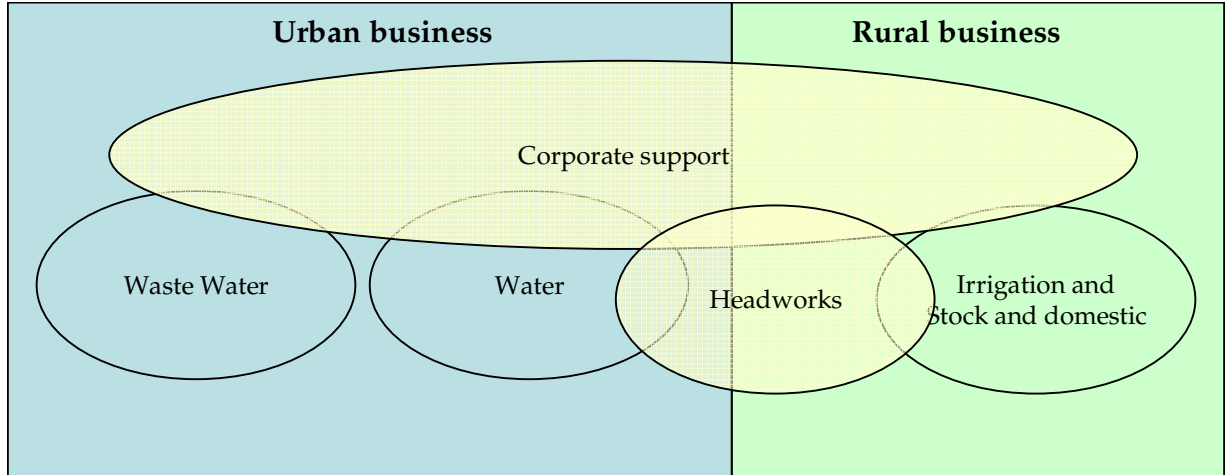 Urban business
Rural business
Corporate support
Waste Water
Water
Headworks
Irrigation and
Stock and domestic